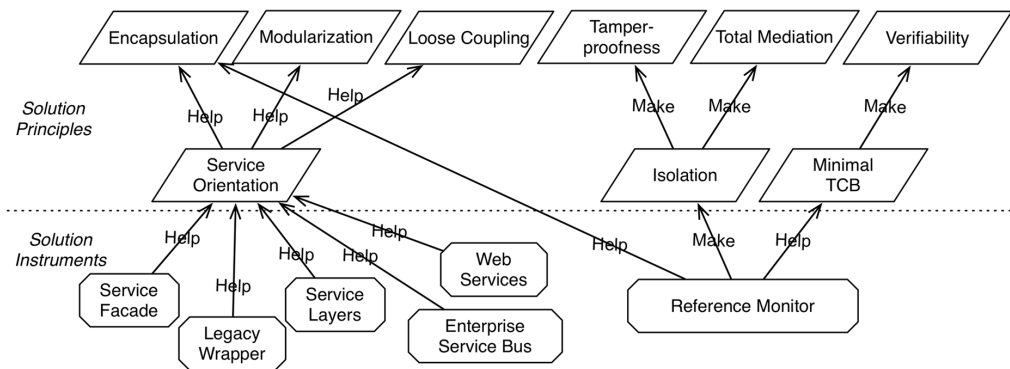 Encapsulation
Modularization
Loose Coupling
Tamper-
proofness
Total Mediation
Verifiability
Solution
Principles
Help
Help
Help
Make
Make
Make
Service
Orientation
Isolation
Minimal
TCB
Solution
Instruments
Help
Help
Help
Help
Help
Help
Make
Help
Service
Facade
Legacy
Wrapper
Service
Layers
Enterprise
Service Bus
Web
Services
Reference Monitor